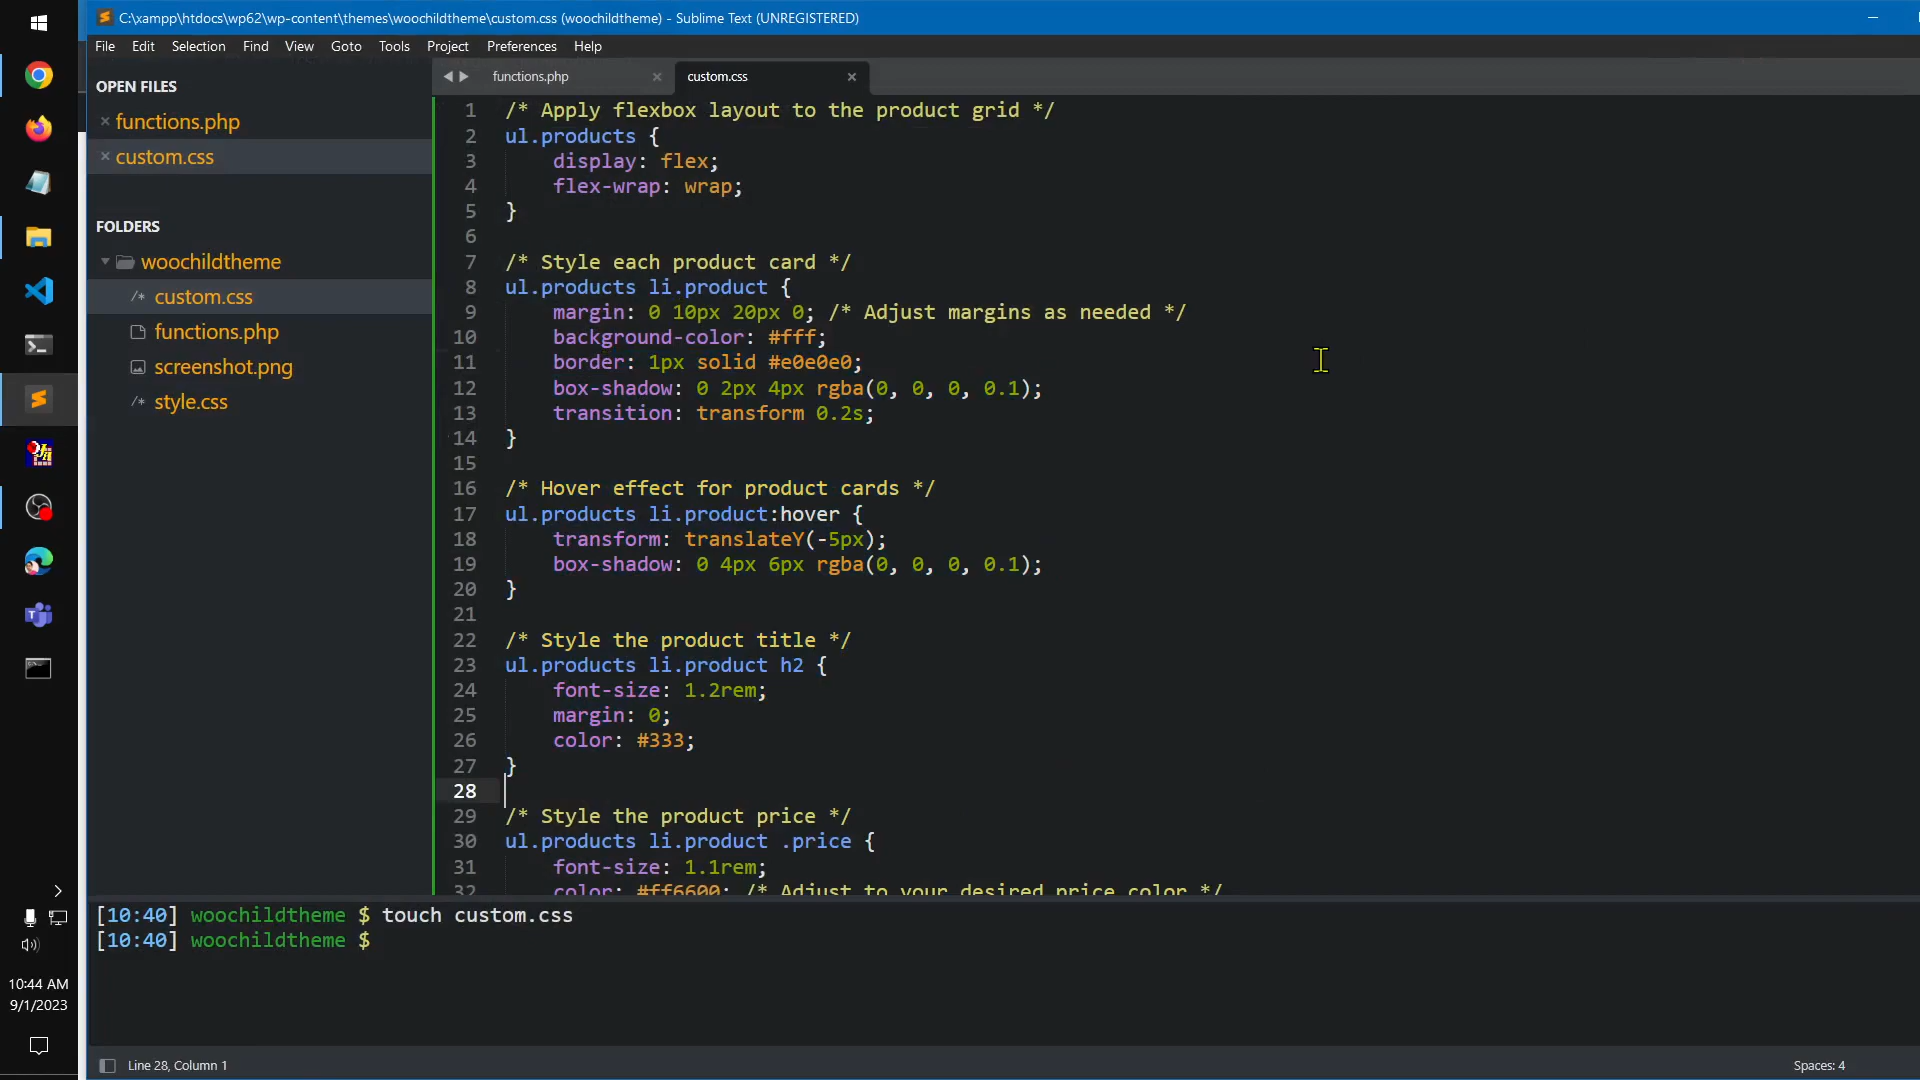 C:\xampp\htdocs\wp62\wp-content\themes\woochildtheme\custom.css (woochildtheme) - Sublime Text (UNREGISTERED)
File Edit Selection Find View Goto Tools Project Preferences Help
OPEN FILES
functions.php
custom.css
FOLDERS
woochildtheme
/* custom.css
functions.php
screenshot.png
/* style.css
functions.php
custom.css
1 /* Apply flexbox layout to the product grid */
2 ul.products {
3     display: flex;
4     flex-wrap: wrap;
5 }
6
7 /* Style each product card */
8 ul.products li.product {
9     margin: 0 10px 20px 0; /* Adjust margins as needed */
10     background-color: #fff;
11     border: 1px solid #e0e0e0;
12     box-shadow: 0 2px 4px rgba(0, 0, 0, 0.1);
13     transition: transform 0.2s;
14 }
15
16 /* Hover effect for product cards */
17 ul.products li.product:hover {
18     transform: translateY(-5px);
19     box-shadow: 0 4px 6px rgba(0, 0, 0, 0.1);
20 }
21
22 /* Style the product title */
23 ul.products li.product h2 {
24     font-size: 1.2rem;
25     margin: 0;
26     color: #333;
27 }
28
29 /* Style the product price */
30 ul.products li.product .price {
31     font-size: 1.1rem;
32     color: #ff6600; /* Adjust to your desired price color */
[10:40] woochildtheme $ touch custom.css
[10:40] woochildtheme $
10:44 AM
9/1/2023
Line 28, Column 1
Spaces: 4